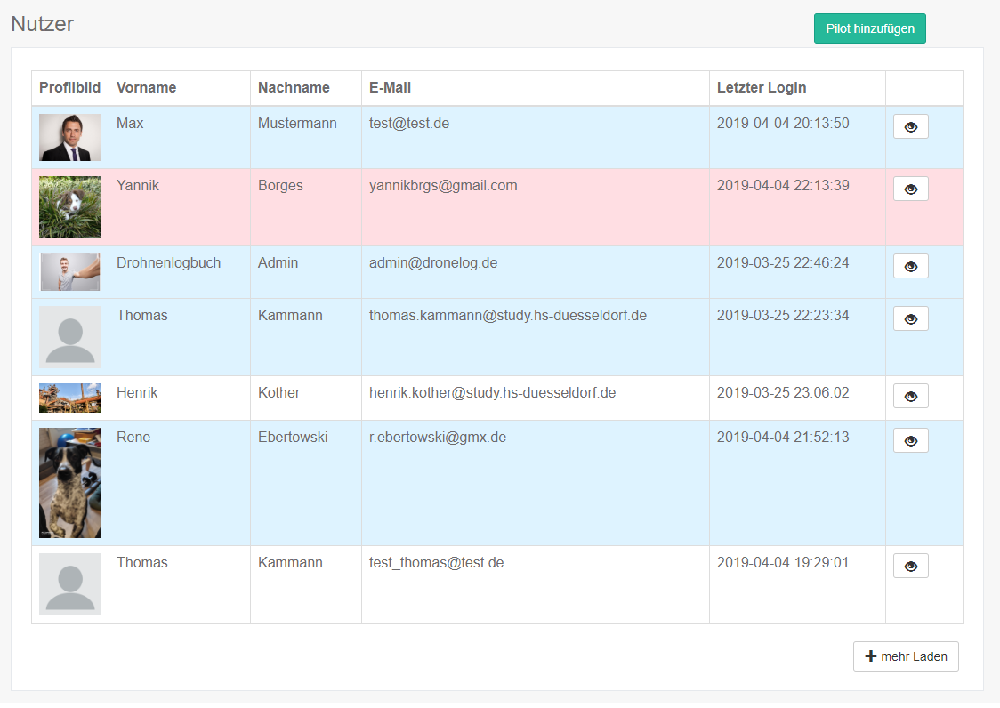 Nutzer
Pilot hinzufügen
Profilbild Vorname Nachname E-Mail Letzter Login
Max Mustermann test@test.de 2019-04-04 20:13:50
Yannik Borges yannikbrgs@gmail.com 2019-04-04 22:13:39
Drohnenlogbuch Admin admin@dronelog.de 2019-03-25 22:46:24
Thomas Kammann thomas.kammann@study.hs-duesseldorf.de 2019-03-25 22:23:34
Henrik Kother henrik.kother@study.hs-duesseldorf.de 2019-03-25 23:06:02
Rene Ebertowski r.ebertowski@gmx.de 2019-04-04 21:52:13
Thomas Kammann test_thomas@test.de 2019-04-04 19:29:01
mehr Laden